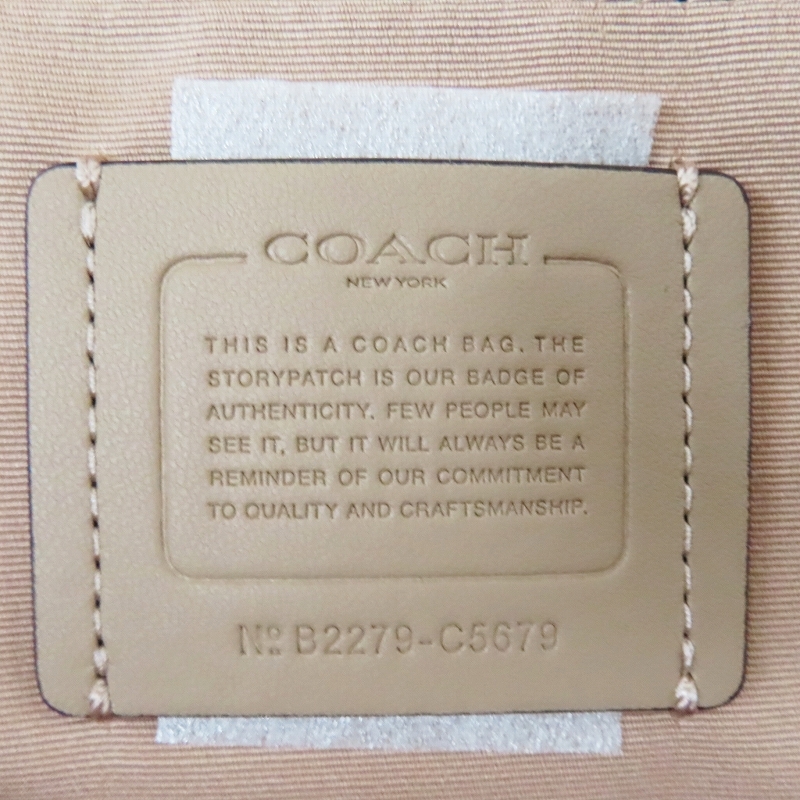 COACH
NEW YORK
THIS IS A COACH BAG. THE
STORYPATCH IS OUR BADGE OF
AUTHENTICITY. FEW PEOPLE MAY
SEE IT, BUT IT WILL ALWAYS BE A
REMINDER OF OUR COMMITMENT
TO QUALITY AND CRAFTSMANSHIP.
Nº B2279-C5679